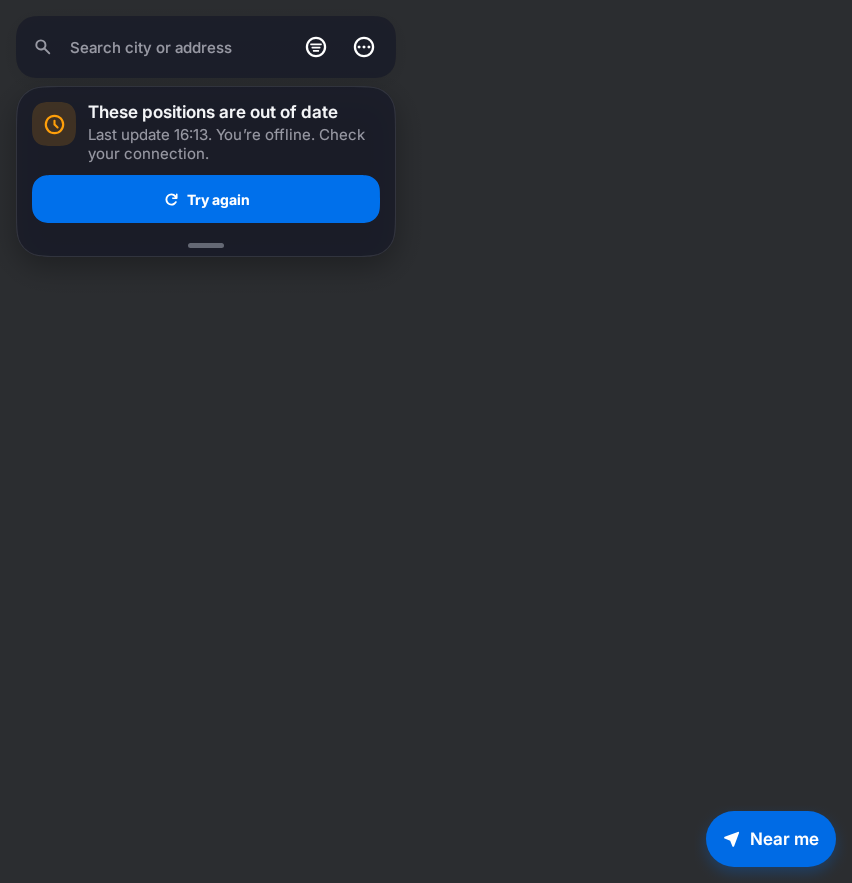 Search city or address
These positions are out of date
Last update 16:13. You’re offline. Check
your connection.
Try again
Near me